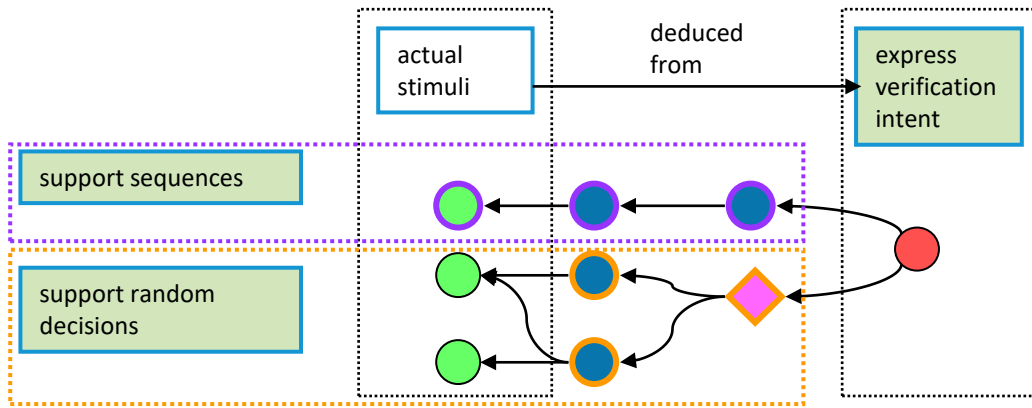 actual
stimuli
deduced
from
express
verification
intent
support sequences
support random
decisions